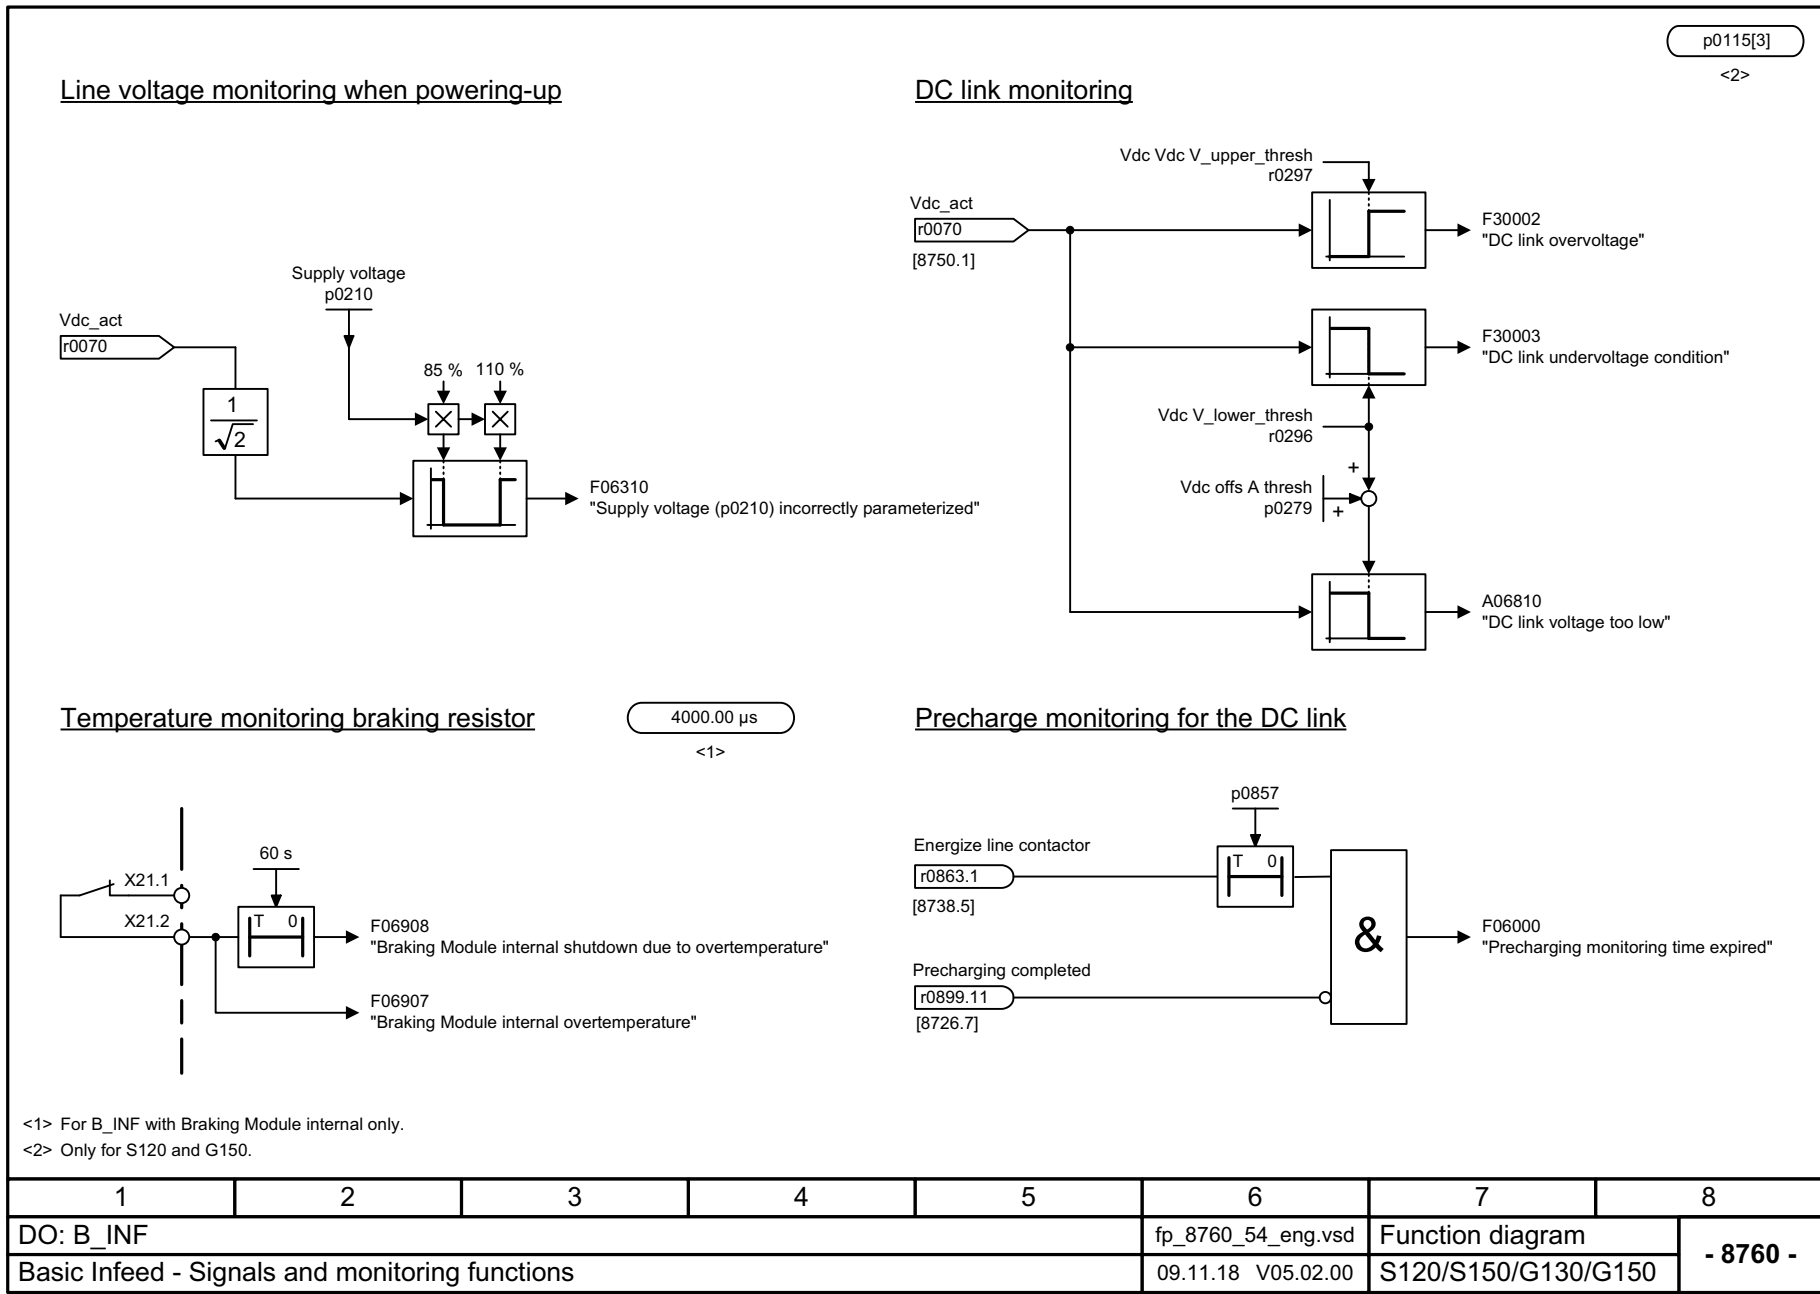 p0115[3]
<2>
Line voltage monitoring when powering-up
Supply voltage
p0210
Vdc_act
r0070
85 %
110 %
1
√2
F06310
"Supply voltage (p0210) incorrectly parameterized"
DC link monitoring
Vdc Vdc V_upper_thresh
r0297
Vdc_act
r0070
[8750.1]
F30002
"DC link overvoltage"
F30003
"DC link undervoltage condition"
Vdc V_lower_thresh
r0296
+
Vdc offs A thresh
p0279
+
A06810
"DC link voltage too low"
Temperature monitoring braking resistor
4000.00 µs
<1>
60 s
X21.1
X21.2
T 0
F06908
"Braking Module internal shutdown due to overtemperature"
F06907
"Braking Module internal overtemperature"
Precharge monitoring for the DC link
p0857
Energize line contactor
r0863.1
[8738.5]
T 0
&
Precharging completed
r0899.11
[8726.7]
F06000
"Precharging monitoring time expired"
<1> For B_INF with Braking Module internal only.
<2> Only for S120 and G150.
1 2 3 4 5 6 7 8
DO: B_INF
fp_8760_54_eng.vsd
Function diagram
- 8760 -
Basic Infeed - Signals and monitoring functions
09.11.18 V05.02.00
S120/S150/G130/G150